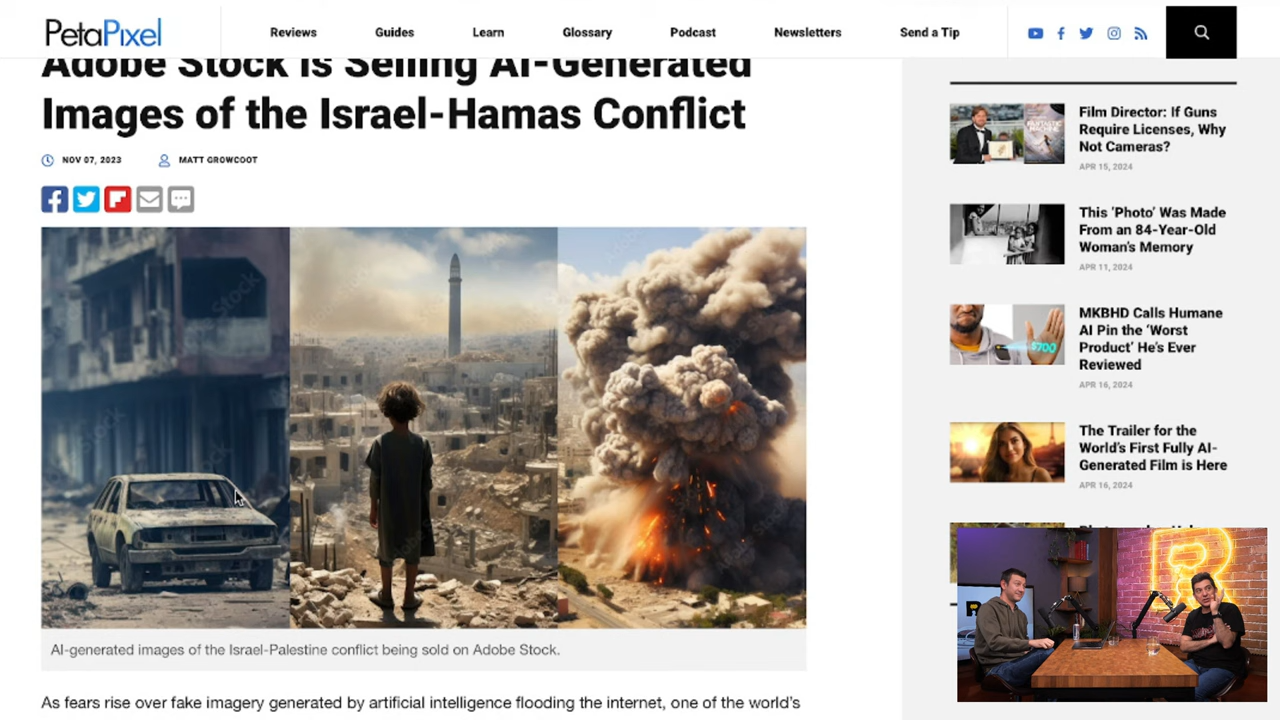 PetaPixel
Reviews
Guides
Learn
Glossary
Podcast
Newsletters
Send a Tip
Adobe Stock is Selling AI-Generated
Images of the Israel-Hamas Conflict
NOV 07, 2023
MATT GROWCOOT
AI-generated images of the Israel-Palestine conflict being sold on Adobe Stock.
As fears rise over fake imagery generated by artificial intelligence flooding the internet, one of the world's
Film Director: If Guns
Require Licenses, Why
Not Cameras?
APR 15, 2024
This 'Photo' Was Made
From an 84-Year-Old
Woman's Memory
APR 11, 2024
$700
MKBHD Calls Humane
AI Pin the 'Worst
Product' He's Ever
Reviewed
APR 16, 2024
The Trailer for the
World's First Fully AI-
Generated Film is Here
APR 16, 2024